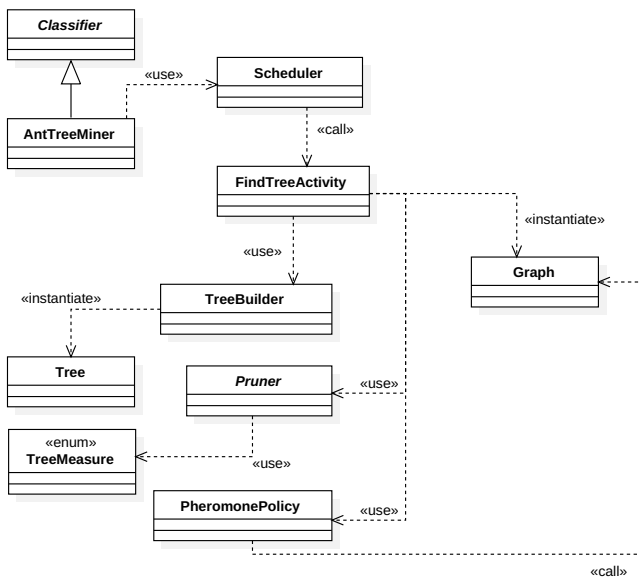 Classifier
«use»
Scheduler
AntTreeMiner
«call»
FindTreeActivity
«instantiate»
«use»
Graph
«instantiate»
TreeBuilder
Tree
Pruner
«use»
«enum»
TreeMeasure
«use»
PheromonePolicy
«use»
«call»